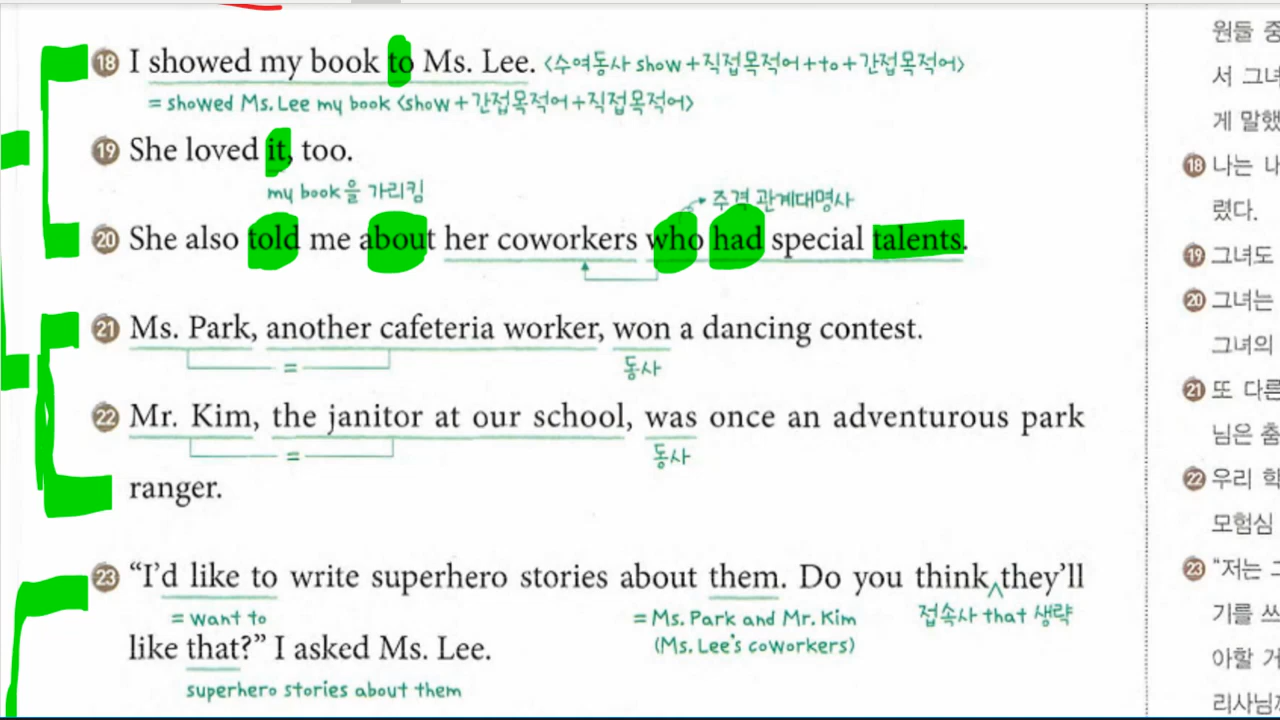 ⑱ I showed my book to Ms. Lee. <수여동사 show+직접목적어+to+간접목적어>
= showed Ms. Lee my book <show+간접목적어+직접목적어>
⑲ She loved it, too.
my book을 가리킴
주격 관계대명사
⑳ She also told me about her coworkers who had special talents.
㉑ Ms. Park, another cafeteria worker, won a dancing contest.
=
동사
㉒ Mr. Kim, the janitor at our school, was once an adventurous park
=
동사
ranger.
㉓ “I’d like to write superhero stories about them. Do you think they’ll
= want to
= Ms. Park and Mr. Kim
접속사 that 생략
(Ms. Lee's coworkers)
like that?” I asked Ms. Lee.
superhero stories about them
원들 중
서 그녀
게 말했
⑱ 나는 내
렸다.
⑲ 그녀도
⑳ 그녀는
그녀의
㉑ 또 다른
님은 춤
㉒ 우리 학
모험심
㉓ “저는 그
기를 쓰
아할 거
리사님